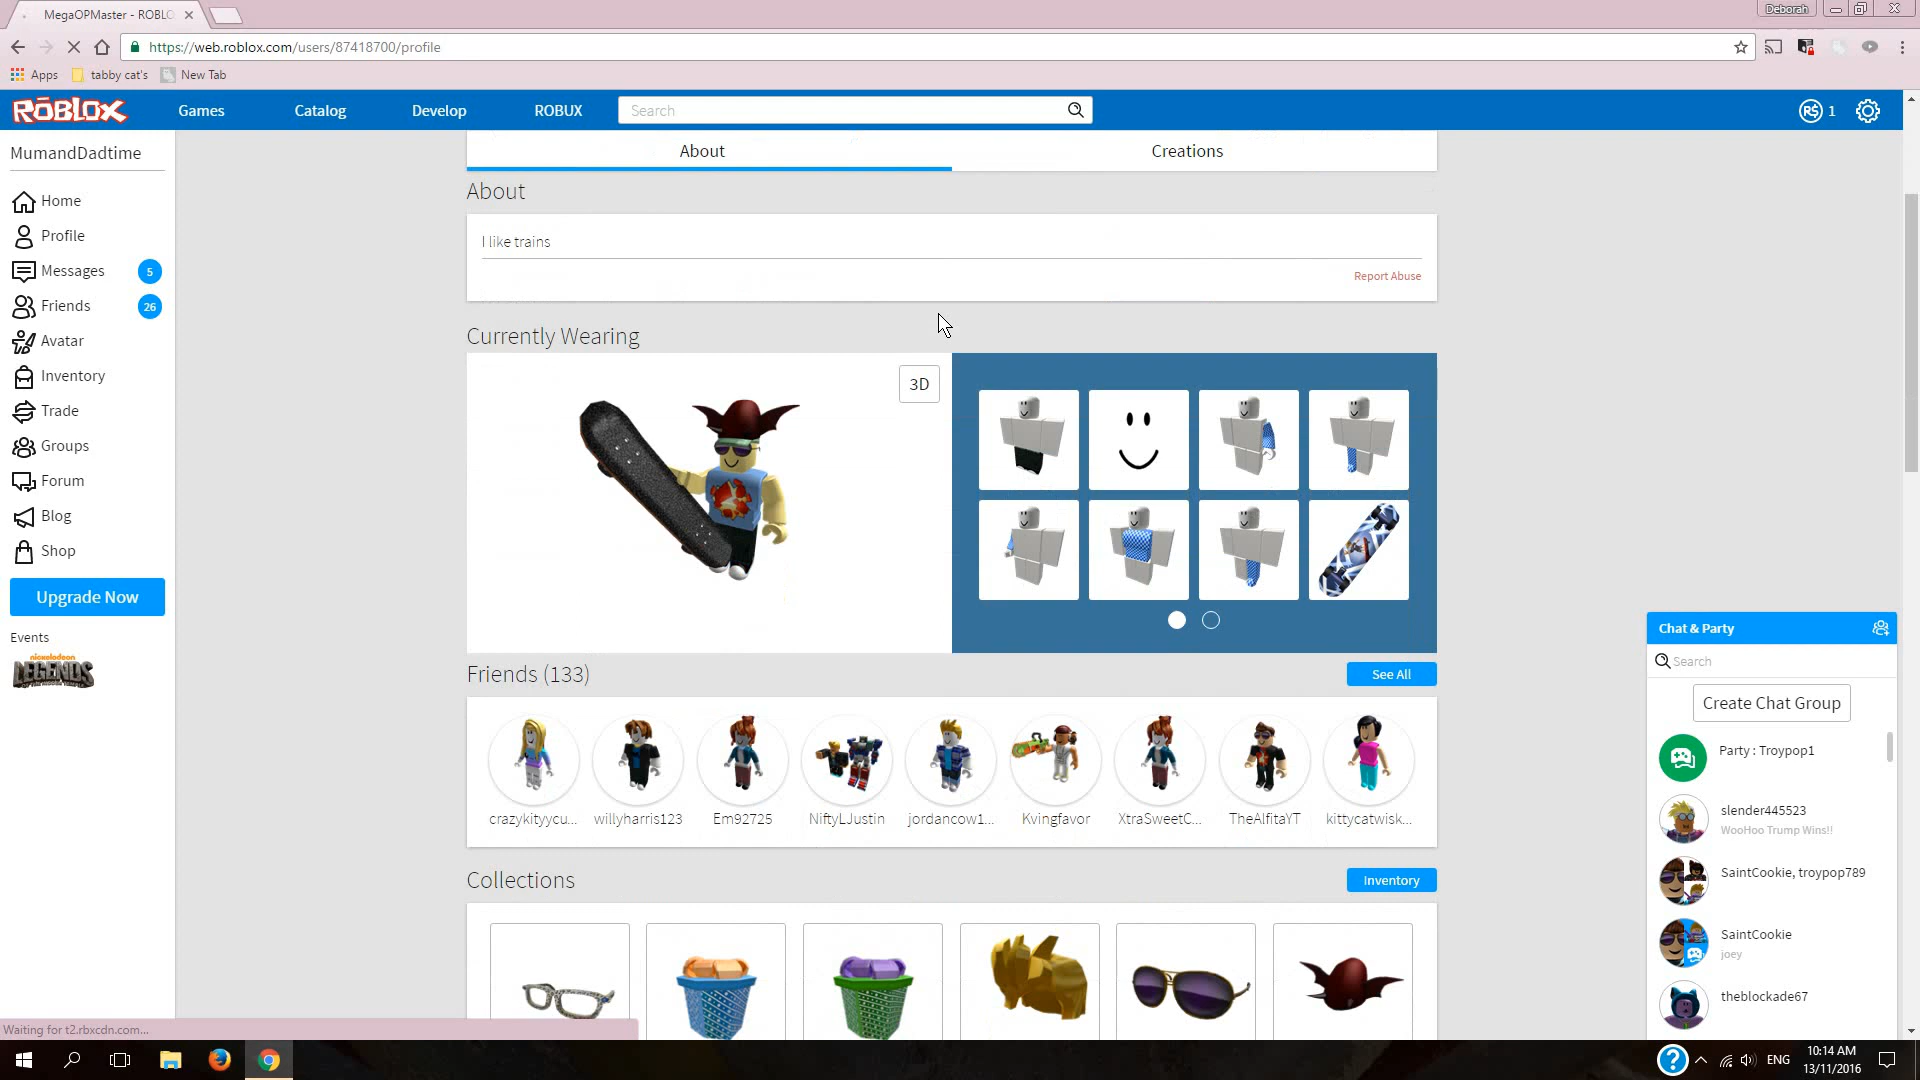 MegaOPMaster - ROBLO
Deborah
https://web.roblox.com/users/87418700/profile
Apps
tabby cat's
New Tab
ROBLOX
Games
Catalog
Develop
ROBUX
Search
R$ 1
MumandDadtime
Home
Profile
Messages 5
Friends 26
Avatar
Inventory
Trade
Groups
Forum
Blog
Shop
Upgrade Now
Events
nickelodeon
LEGENDS
About
Creations
About
I like trains
Report Abuse
Currently Wearing
3D
Friends (133)
See All
crazykityycu...
willyharris123
Em92725
NiftyLJustin
jordancow1...
Kvingfavor
XtraSweetC...
TheAlfitaYT
kittycatwisk...
Collections
Inventory
Chat & Party
Search
Create Chat Group
Party : Troypop1
slender445523
WooHoo Trump Wins!!
SaintCookie, troypop789
SaintCookie
joey
theblockade67
Waiting for t2.rbxcdn.com...
ENG
10:14 AM
13/11/2016